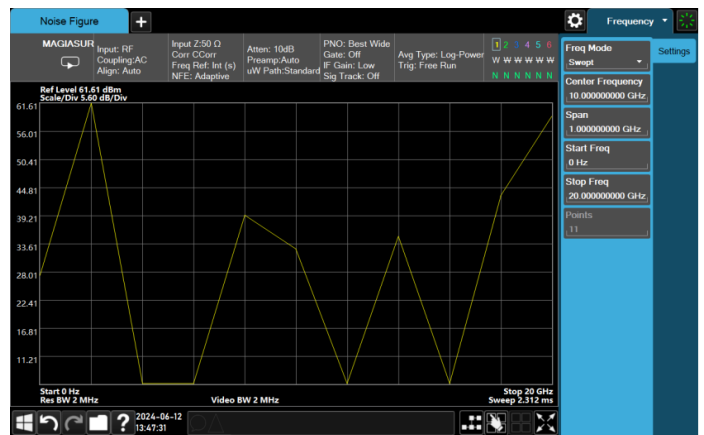 Noise Figure
+
Frequency
MAGIASUR
Input: RF
Coupling:AC
Align: Auto
Input Z:50 Ω
Corr CCorr
Freq Ref: Int (s)
NFE: Adaptive
Atten: 10dB
Preamp:Auto
uW Path:Standard
PNO: Best Wide
Gate: Off
IF Gain: Low
Sig Track: Off
Avg Type: Log-Power
Trig: Free Run
1 2 3 4 5 6
W W W W W W
N N N N N N
Ref Level 61.61 dBm
Scale/Div 5.60 dB/Div
61.61
56.01
50.41
44.81
39.21
33.61
28.01
22.41
16.81
11.21
Start 0 Hz
Res BW 2 MHz
Video BW 2 MHz
Stop 20 GHz
Sweep 2.312 ms
Freq Mode
Swopt
Settings
Center Frequency
10.000000000 GHz
Span
1.000000000 GHz
Start Freq
0 Hz
Stop Freq
20.000000000 GHz
Points
11
?
2024-06-12
13:47:31